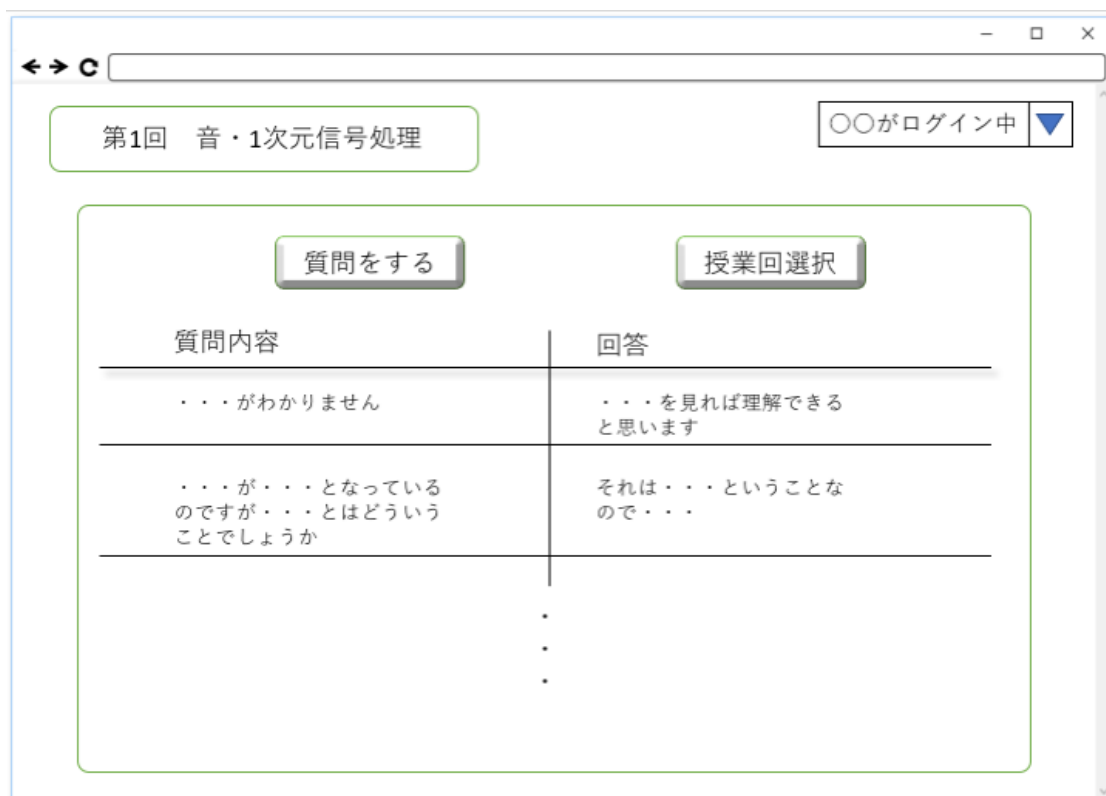 第1回　音・1次元信号処理
〇〇がログイン中
質問をする
授業回選択
質問内容
回答
・・・がわかりません
・・・を見れば理解できる
と思います
・・・が・・・となっている
のですが・・・とはどういう
ことでしょうか
それは・・・ということな
ので・・・
・
・
・